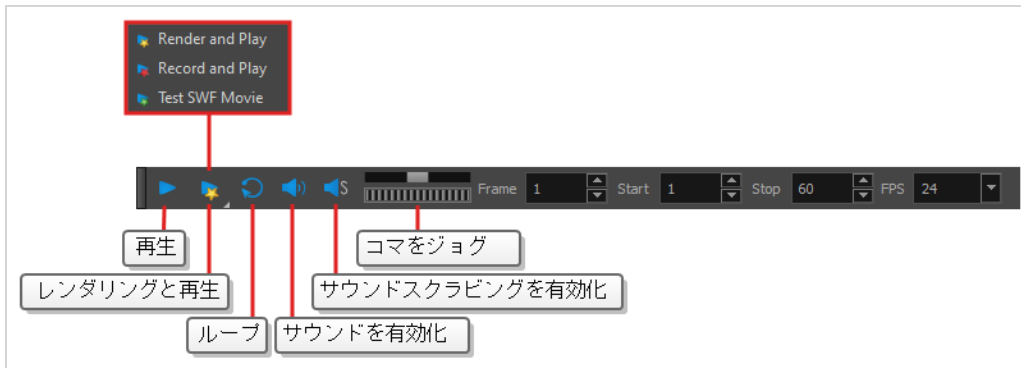 Render and Play
Record and Play
Test SWF Movie
S Frame 1 Start 1 Stop 60 FPS 24
再生
コマをジョグ
レンダリングと再生
サウンドスクラビングを有効化
ループ
サウンドを有効化